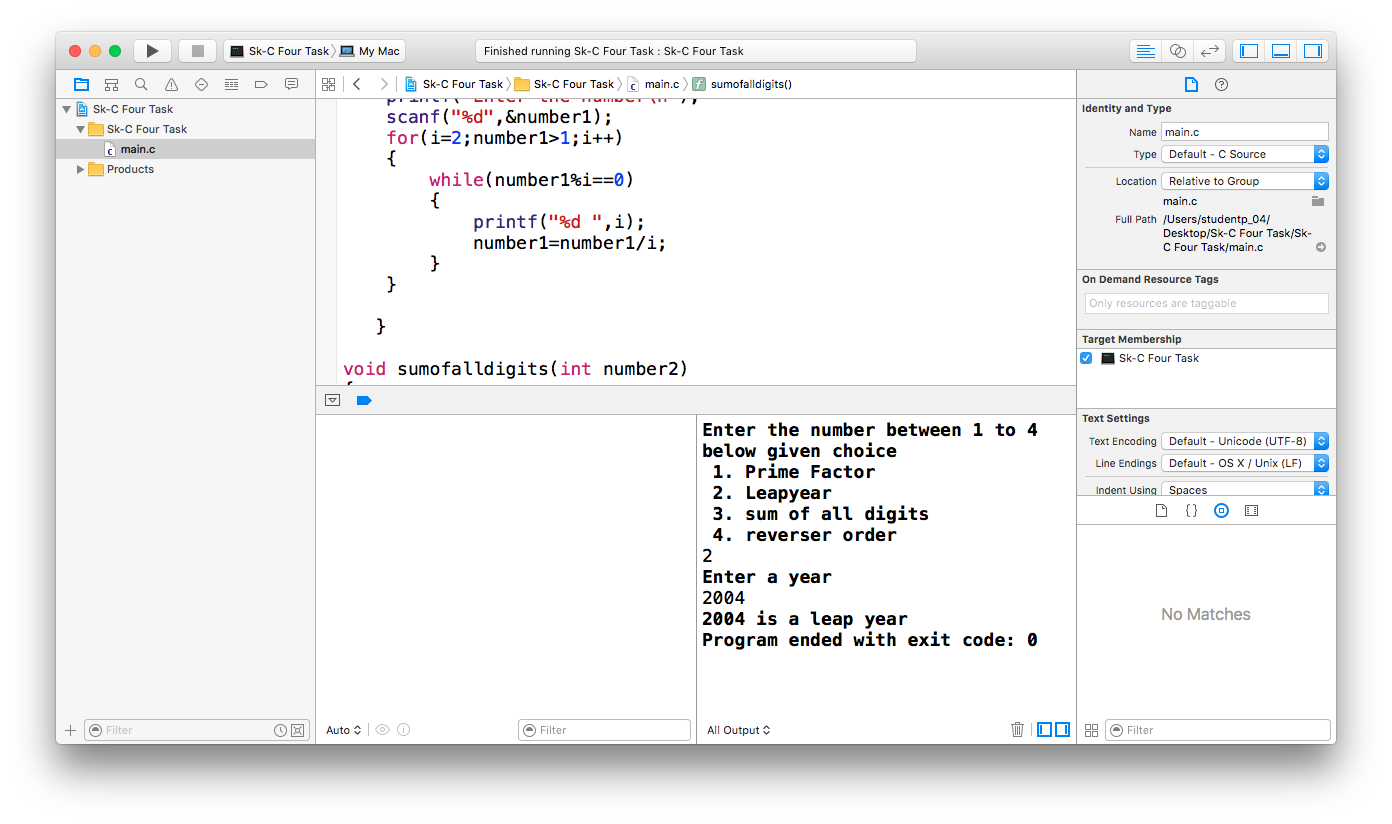 Sk-C Four Task
My Mac
Finished running Sk-C Four Task : Sk-C Four Task
Sk-C Four Task
Sk-C Four Task
main.c
Products
Filter
Sk-C Four Task
Sk-C Four Task
main.c
sumofalldigits()
printf("Enter the number\n");
scanf("%d",&number1);
for(i=2;number1>1;i++)
{
while(number1%i==0)
{
printf("%d ",i);
number1=number1/i;
}
}
}
void sumofalldigits(int number2)
{
Auto
Filter
Enter the number between 1 to 4
below given choice
1. Prime Factor
2. Leapyear
3. sum of all digits
4. reverser order
2
Enter a year
2004
2004 is a leap year
Program ended with exit code: 0
All Output
Identity and Type
Name main.c
Type Default - C Source
Location Relative to Group
main.c
Full Path /Users/studentp_04/
Desktop/Sk-C Four Task/Sk-
C Four Task/main.c
On Demand Resource Tags
Only resources are taggable
Target Membership
Sk-C Four Task
Text Settings
Text Encoding Default - Unicode (UTF-8)
Line Endings Default - OS X / Unix (LF)
Indent Using Spaces
{}
No Matches
Filter